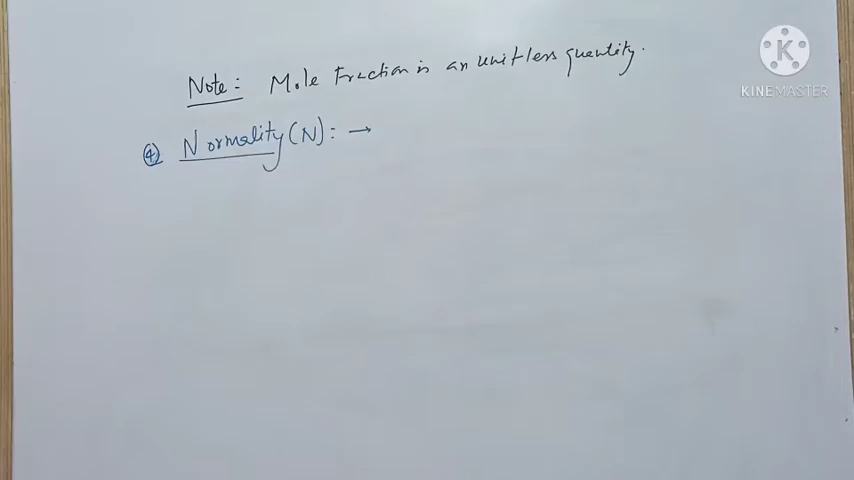 Note: Mole Fraction is an unitless quantity.
④ Normality (N): →
K
KINEMASTER